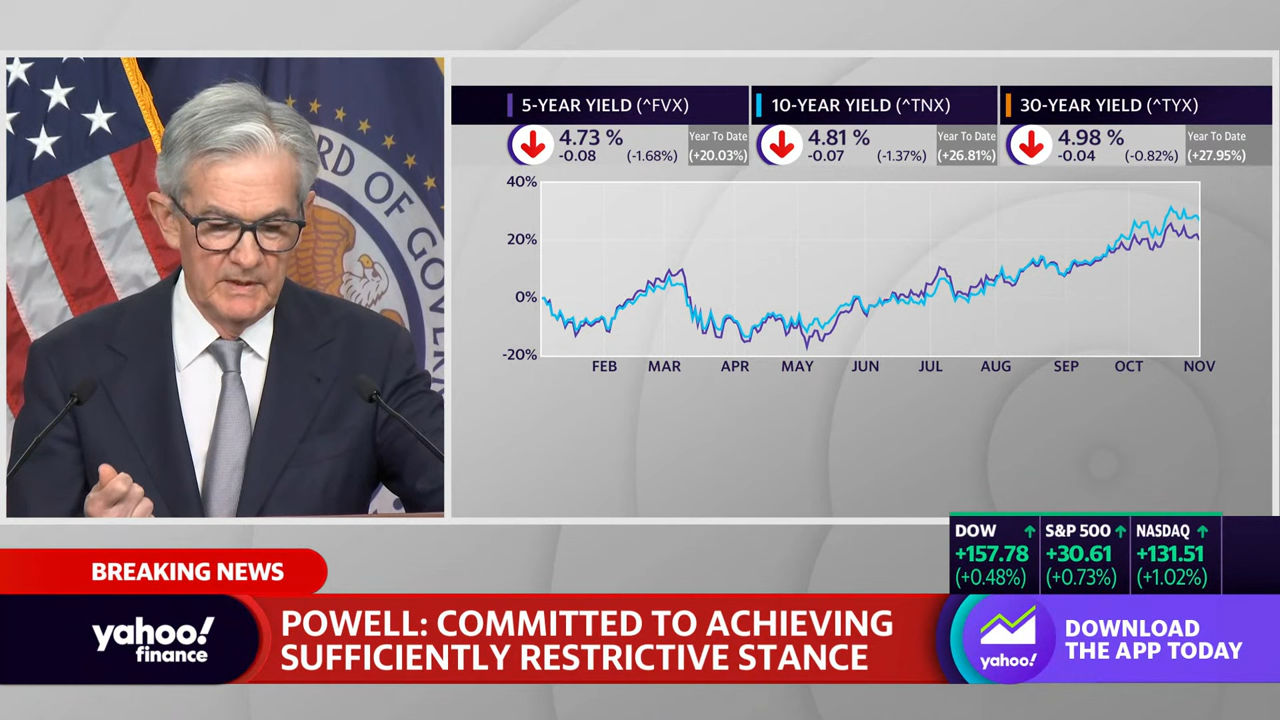 RD OF GOVERN
5-YEAR YIELD (^FVX)
4.73 %
-0.08 (-1.68%)
Year To Date
(+20.03%)
10-YEAR YIELD (^TNX)
4.81 %
-0.07 (-1.37%)
Year To Date
(+26.81%)
30-YEAR YIELD (^TYX)
4.98 %
-0.04 (-0.82%)
Year To Date
(+27.95%)
40%
20%
0%
-20%
FEB MAR APR MAY JUN JUL AUG SEP OCT NOV
DOW
+157.78
(+0.48%)
S&P 500
+30.61
(+0.73%)
NASDAQ
+131.51
(+1.02%)
BREAKING NEWS
yahoo!
finance
POWELL: COMMITTED TO ACHIEVING
SUFFICIENTLY RESTRICTIVE STANCE
yahoo!
DOWNLOAD
THE APP TODAY